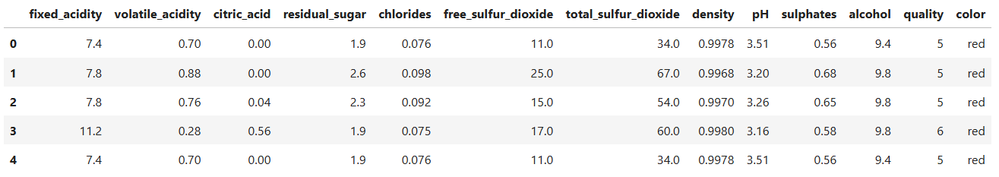 fixed_acidity volatile_acidity citric_acid residual_sugar chlorides free_sulfur_dioxide total_sulfur_dioxide density pH sulphates alcohol quality color
0 7.4 0.70 0.00 1.9 0.076 11.0 34.0 0.9978 3.51 0.56 9.4 5 red
1 7.8 0.88 0.00 2.6 0.098 25.0 67.0 0.9968 3.20 0.68 9.8 5 red
2 7.8 0.76 0.04 2.3 0.092 15.0 54.0 0.9970 3.26 0.65 9.8 5 red
3 11.2 0.28 0.56 1.9 0.075 17.0 60.0 0.9980 3.16 0.58 9.8 6 red
4 7.4 0.70 0.00 1.9 0.076 11.0 34.0 0.9978 3.51 0.56 9.4 5 red